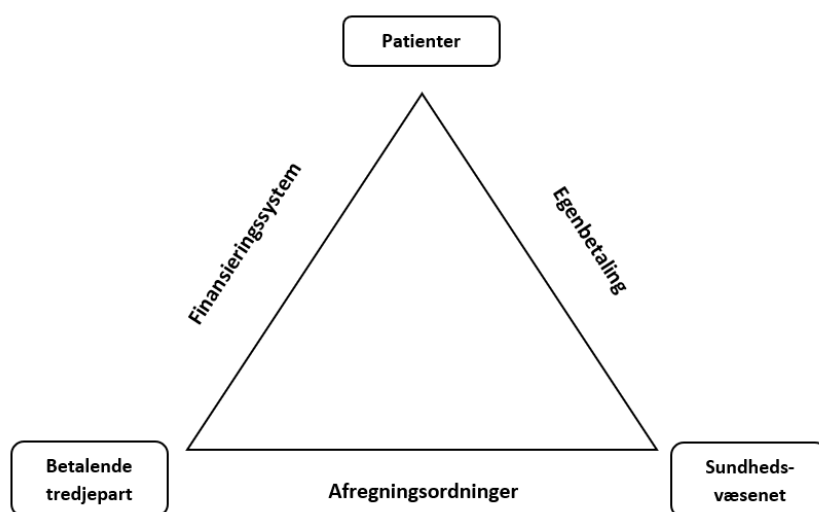 Patienter
Finansieringssystem
Egenbetaling
Betalende
tredjepart
Afregningsordninger
Sundheds-
væsenet